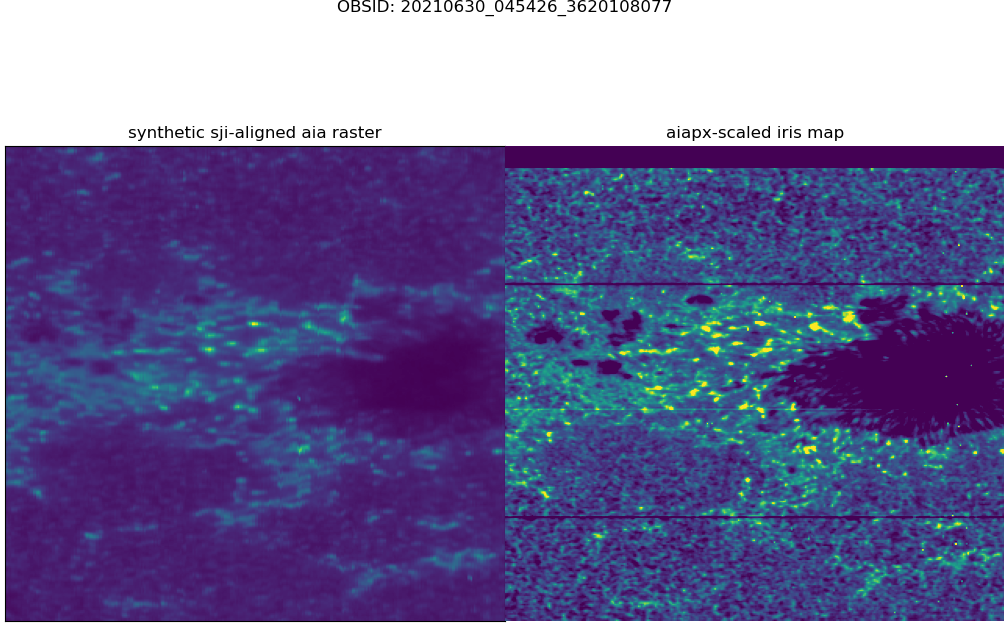 OBSID: 20210630_045426_3620108077
synthetic sji-aligned aia raster
aiapx-scaled iris map